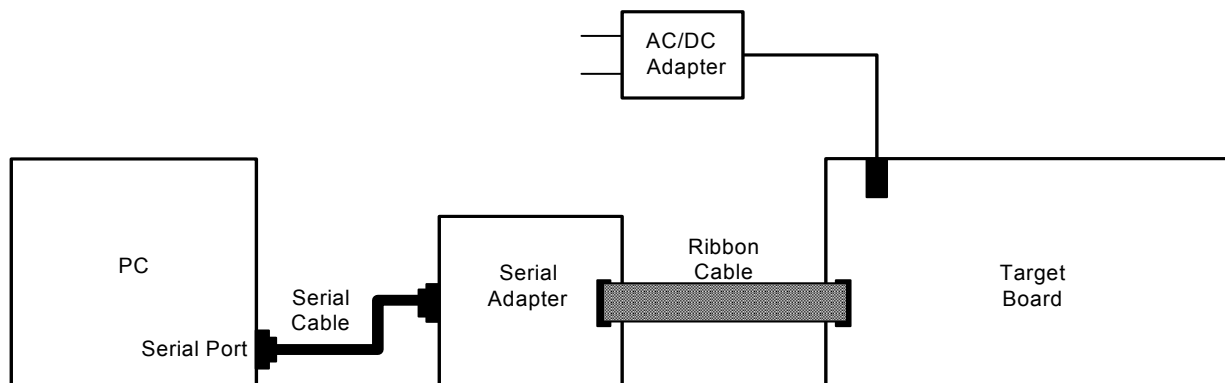 AC/DC
Adapter
PC
Serial
Cable
Serial Port
Serial
Adapter
Ribbon
Cable
Target
Board